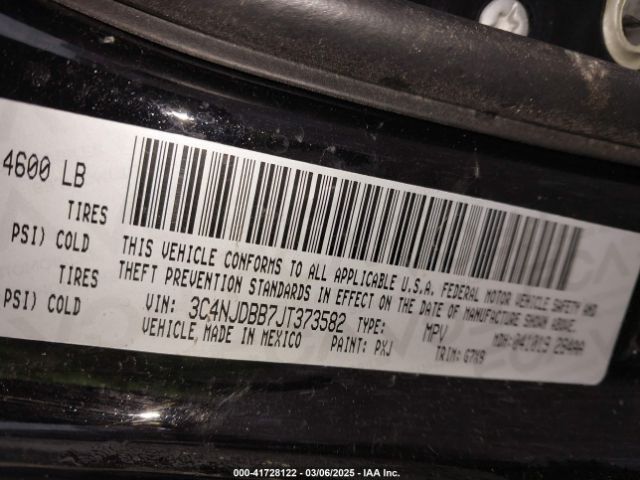 4600 LB
TIRES
PSI) COLD
TIRES
PSI) COLD
THIS VEHICLE CONFORMS TO ALL APPLICABLE U.S.A. FEDERAL MOTOR VEHICLE SAFETY AND
THEFT PREVENTION STANDARDS IN EFFECT ON THE DATE OF MANUFACTURE SHOWN ABOVE.
VIN: 3C4NJDBB7JT373582 TYPE: MPV MDH:
VEHICLE MADE IN MEXICO PAINT: PXJ TRIM:
000-41728122 — 03/06/2025 — IAA Inc.